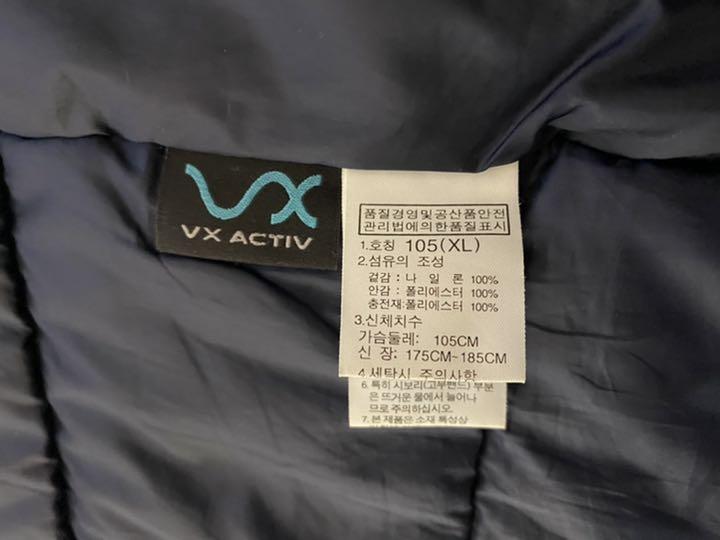 VX
VX ACTIV
품질경영및공산품안전
관리법에의한품질표시
1.호칭 105(XL)
2.섬유의 조성
겉감 : 나 일 론 100%
안감 : 폴리에스터 100%
충전재:폴리에스터 100%
3.신체치수
가슴둘레: 105CM
신 장: 175CM~185CM
4.세탁시 주의사항
6. 특히 시보리(고무밴드) 부분
은 뜨거운 물에서 늘어나
므로 주의하십시오.
7. 본 제품은 소재 특성상